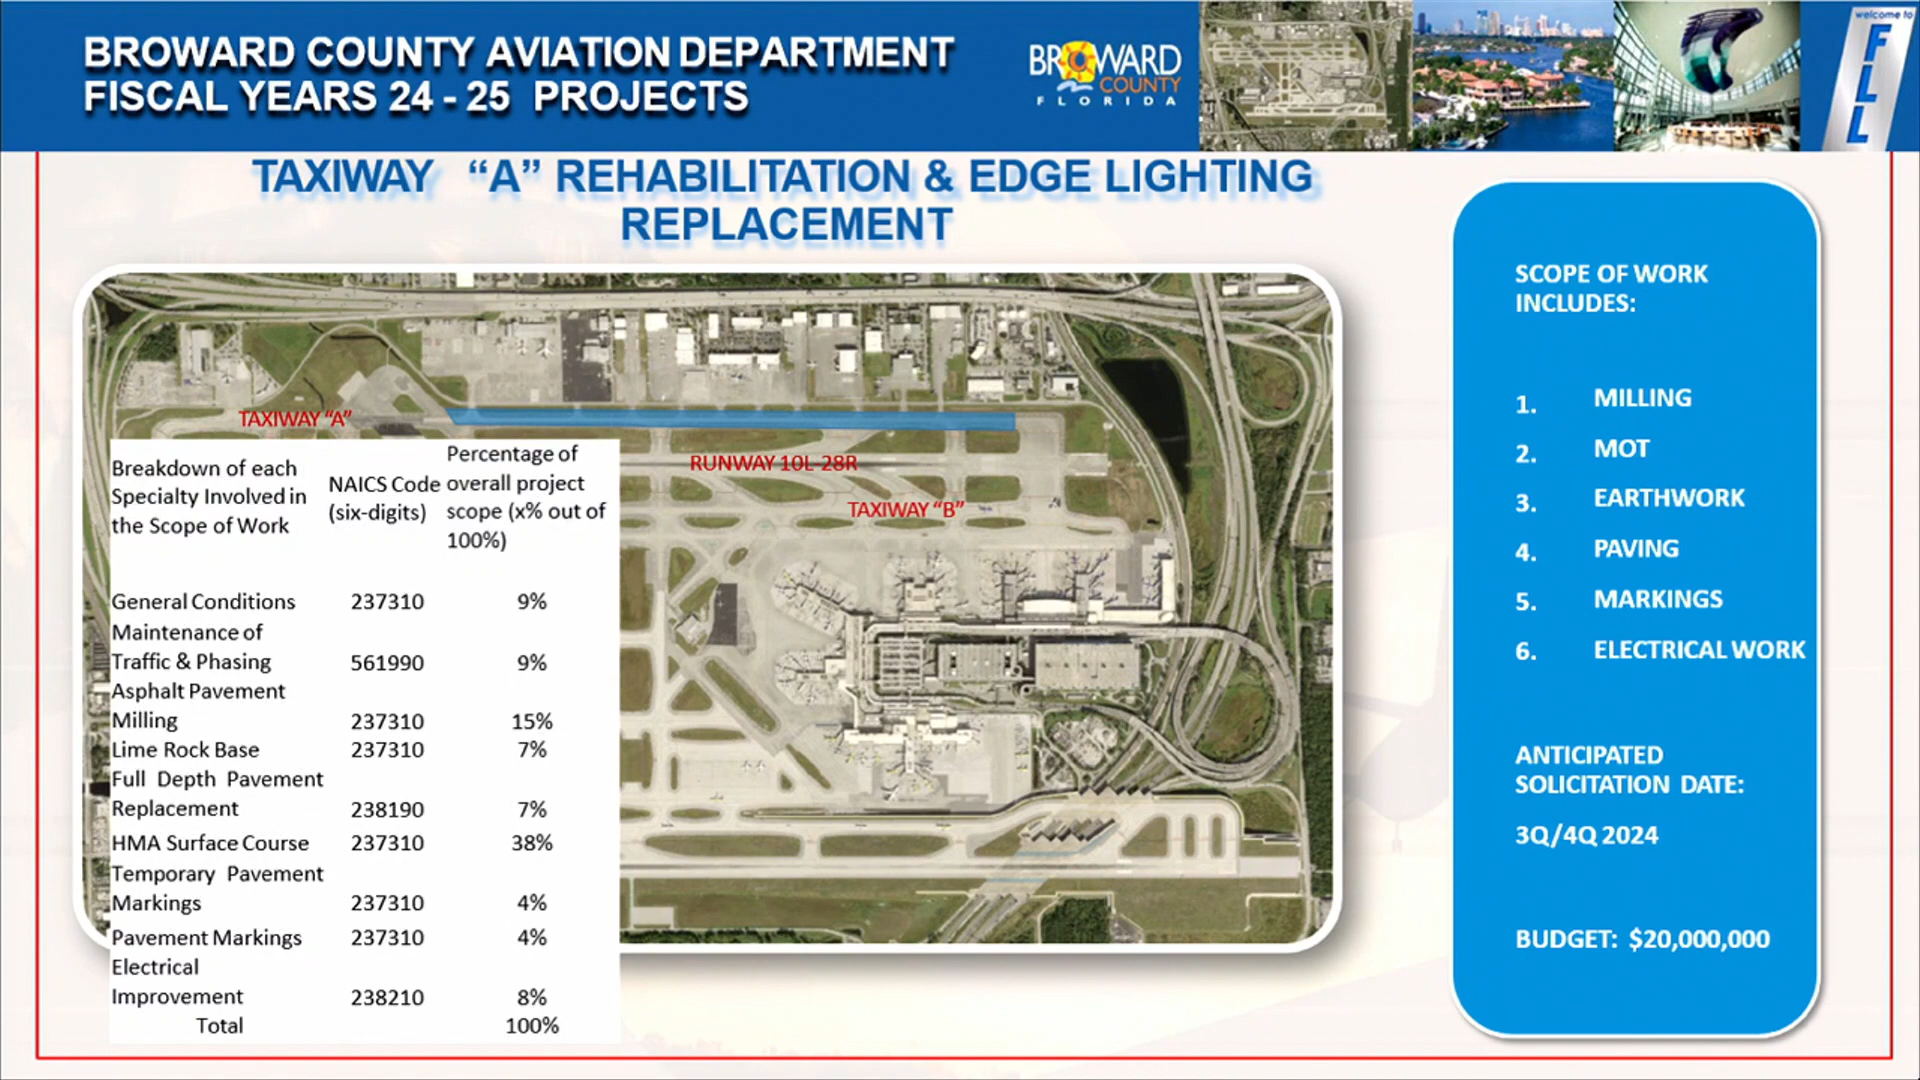 BROWARD COUNTY AVIATION DEPARTMENT
FISCAL YEARS 24 - 25 PROJECTS
BROWARD
COUNTY
FLORIDA
welcome to
FLL
TAXIWAY "A" REHABILITATION & EDGE LIGHTING
REPLACEMENT
TAXIWAY "A"
RUNWAY 10L-28R
TAXIWAY "B"
Breakdown of each
Specialty Involved in
the Scope of Work
NAICS Code
(six-digits)
Percentage of
overall project
scope (x% out of
100%)
General Conditions 237310 9%
Maintenance of
Traffic & Phasing 561990 9%
Asphalt Pavement
Milling 237310 15%
Lime Rock Base 237310 7%
Full Depth Pavement
Replacement 238190 7%
HMA Surface Course 237310 38%
Temporary Pavement
Markings 237310 4%
Pavement Markings 237310 4%
Electrical
Improvement 238210 8%
Total 100%
SCOPE OF WORK
INCLUDES:
1. MILLING
2. MOT
3. EARTHWORK
4. PAVING
5. MARKINGS
6. ELECTRICAL WORK
ANTICIPATED
SOLICITATION DATE:
3Q/4Q 2024
BUDGET: $20,000,000